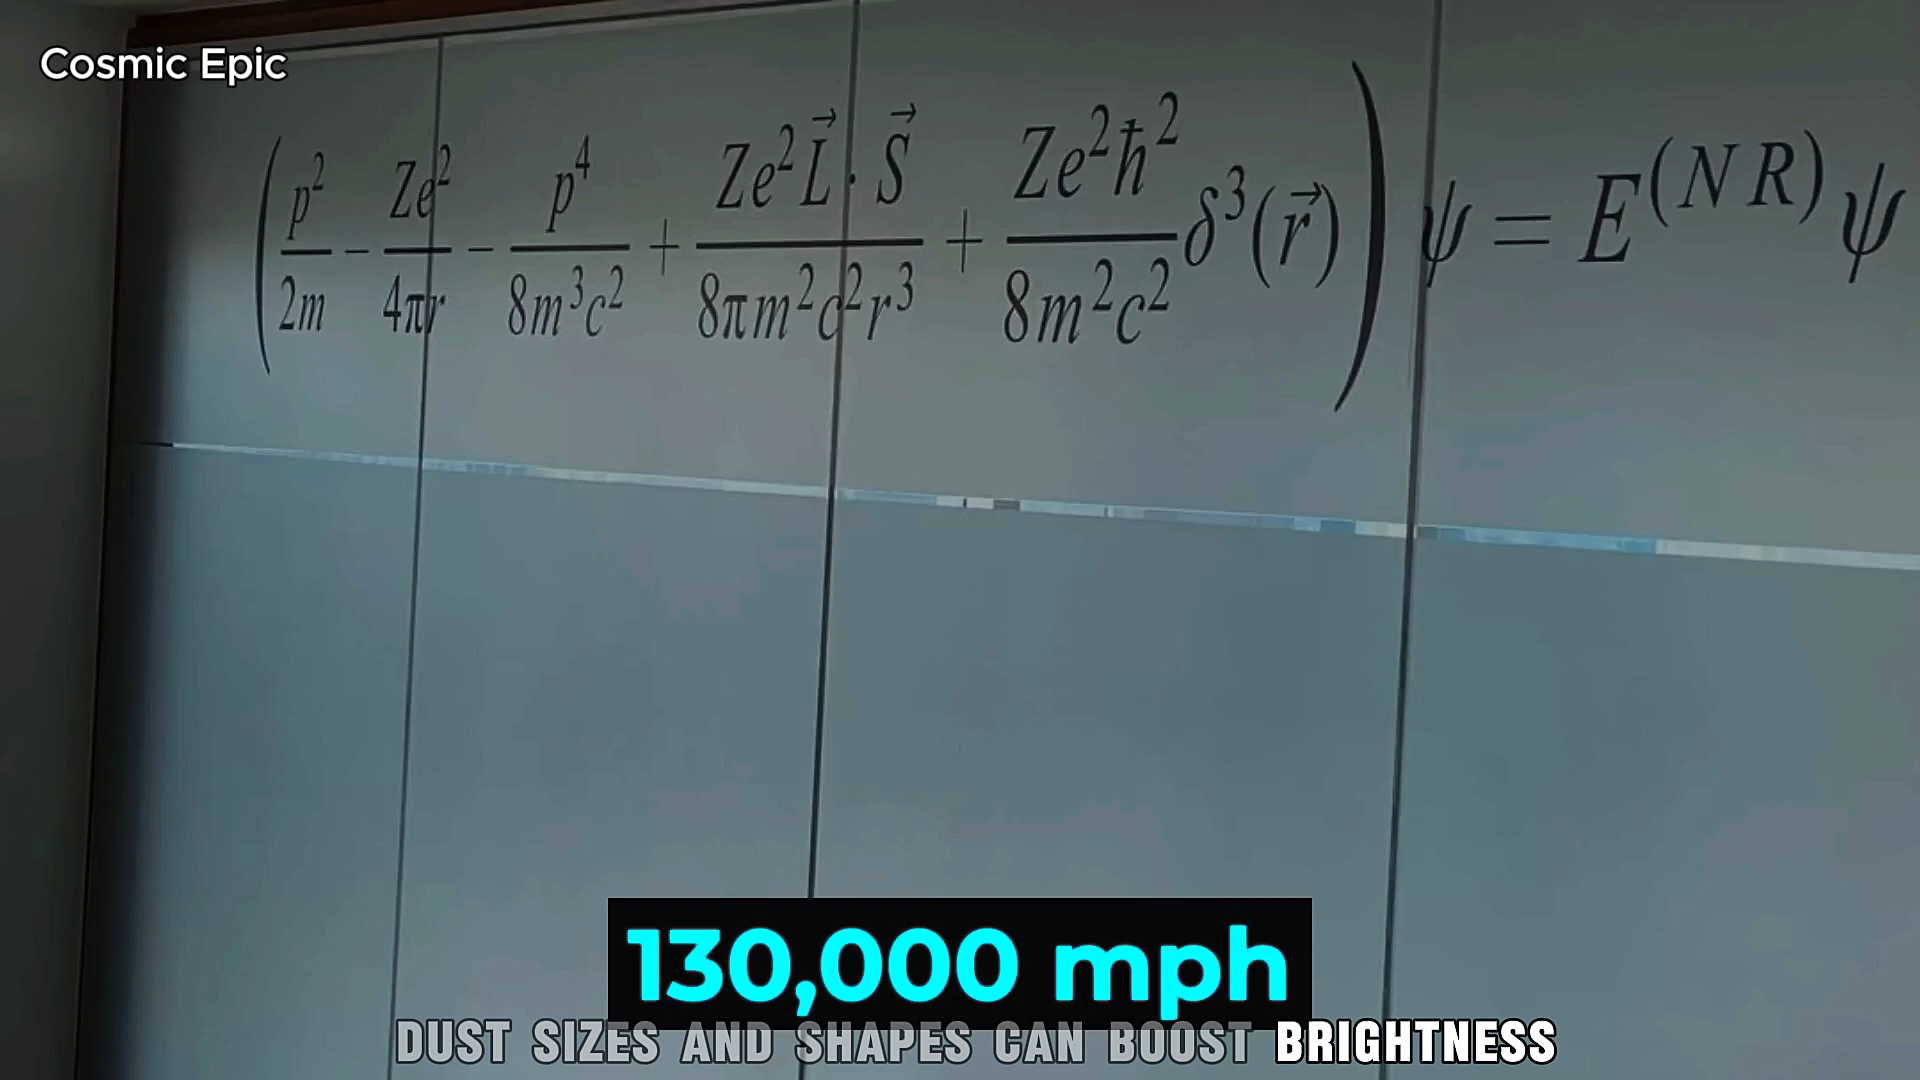 Cosmic Epic
(p²/2m − Ze²/4πr − p⁴/8m³c² + Ze²L⃗·S⃗/8πm²c²r³ + Ze²ħ²/8m²c² δ³(r⃗)) ψ = E⁽ᴺᴿ⁾ψ
130,000 mph
DUST SIZES AND SHAPES CAN BOOST BRIGHTNESS